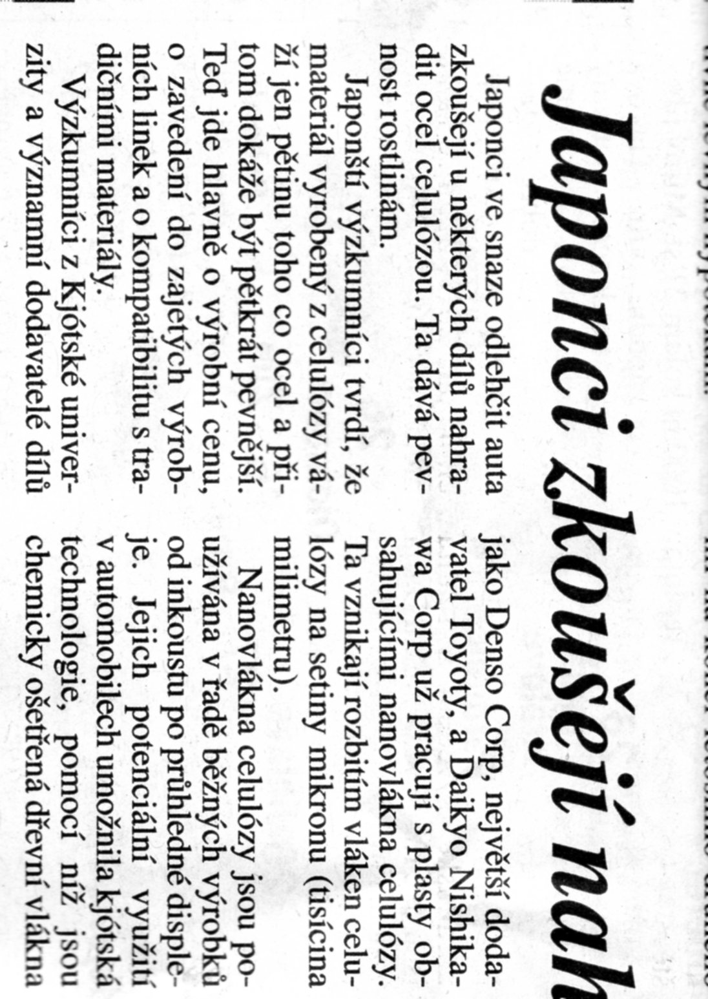 Japonci zkoušejí nah
Japonci ve snaze odlehčit auta
zkoušejí u některých dílů nahra-
dit ocel celulózou. Ta dává pev-
nost rostlinám.
Japonští výzkumníci tvrdí, že
materiál vyrobený z celulózy vá-
ží jen pětinu toho co ocel a při-
tom dokáže být pětkrát pevnější.
Teď jde hlavně o výrobní cenu,
o zavedení do zajetých výrob-
ních linek a o kompatibilitu s tra-
dičními materiály.
Výzkumníci z Kjótské univer-
zity a významní dodavatelé dílů
jako Denso Corp, největší doda-
vatel Toyoty, a Daikyo Nishika-
wa Corp už pracují s plasty ob-
sahujícími nanovlákna celulózy.
Ta vznikají rozbitím vláken celu-
lózy na setiny mikronu (tisícina
milimetru).
Nanovlákna celulózy jsou po-
užívána v řadě běžných výrobků
od inkoustu po průhledné disple-
je. Jejich potenciální využití
v automobilech umožnila kjótská
technologie, pomocí níž jsou
chemicky ošetřená dřevní vlákna